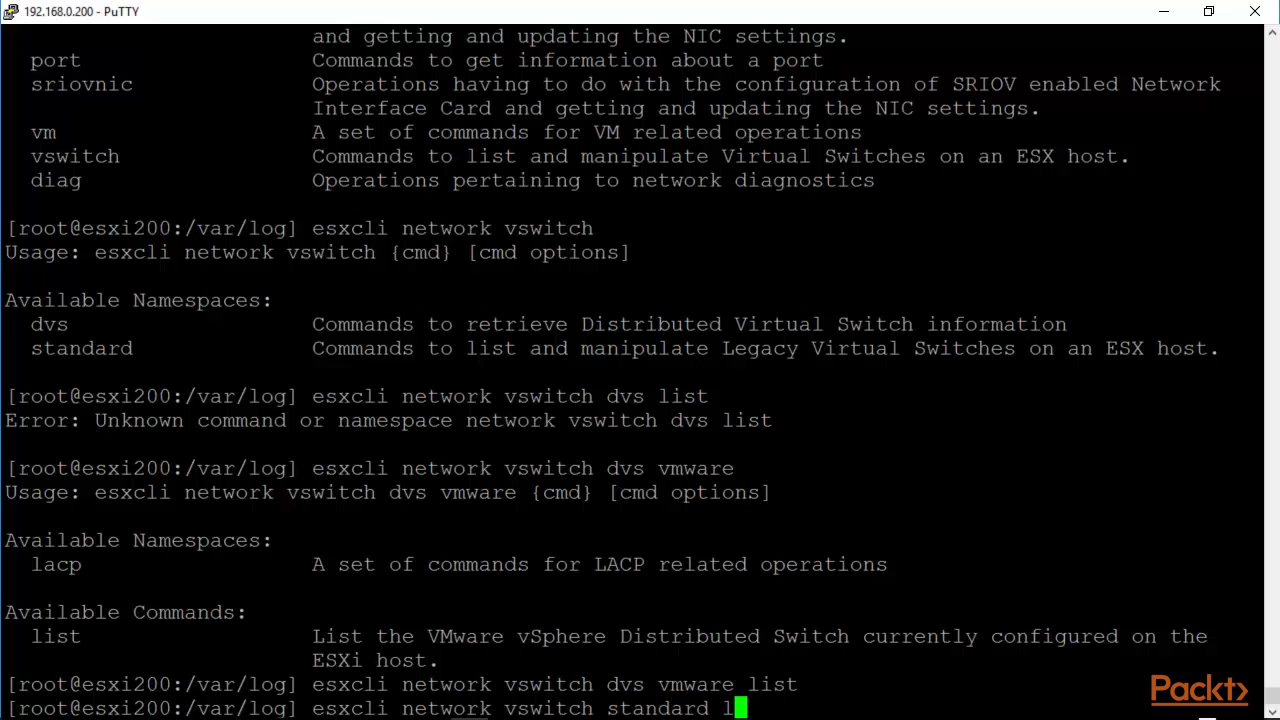 192.168.0.200 - PuTTY
and getting and updating the NIC settings.
port Commands to get information about a port
sriovnic Operations having to do with the configuration of SRIOV enabled Network
Interface Card and getting and updating the NIC settings.
vm A set of commands for VM related operations
vswitch Commands to list and manipulate Virtual Switches on an ESX host.
diag Operations pertaining to network diagnostics
[root@esxi200:/var/log] esxcli network vswitch
Usage: esxcli network vswitch {cmd} [cmd options]
Available Namespaces:
dvs Commands to retrieve Distributed Virtual Switch information
standard Commands to list and manipulate Legacy Virtual Switches on an ESX host.
[root@esxi200:/var/log] esxcli network vswitch dvs list
Error: Unknown command or namespace network vswitch dvs list
[root@esxi200:/var/log] esxcli network vswitch dvs vmware
Usage: esxcli network vswitch dvs vmware {cmd} [cmd options]
Available Namespaces:
lacp A set of commands for LACP related operations
Available Commands:
list List the VMware vSphere Distributed Switch currently configured on the
ESXi host.
[root@esxi200:/var/log] esxcli network vswitch dvs vmware list
[root@esxi200:/var/log] esxcli network vswitch standard l
Packt>